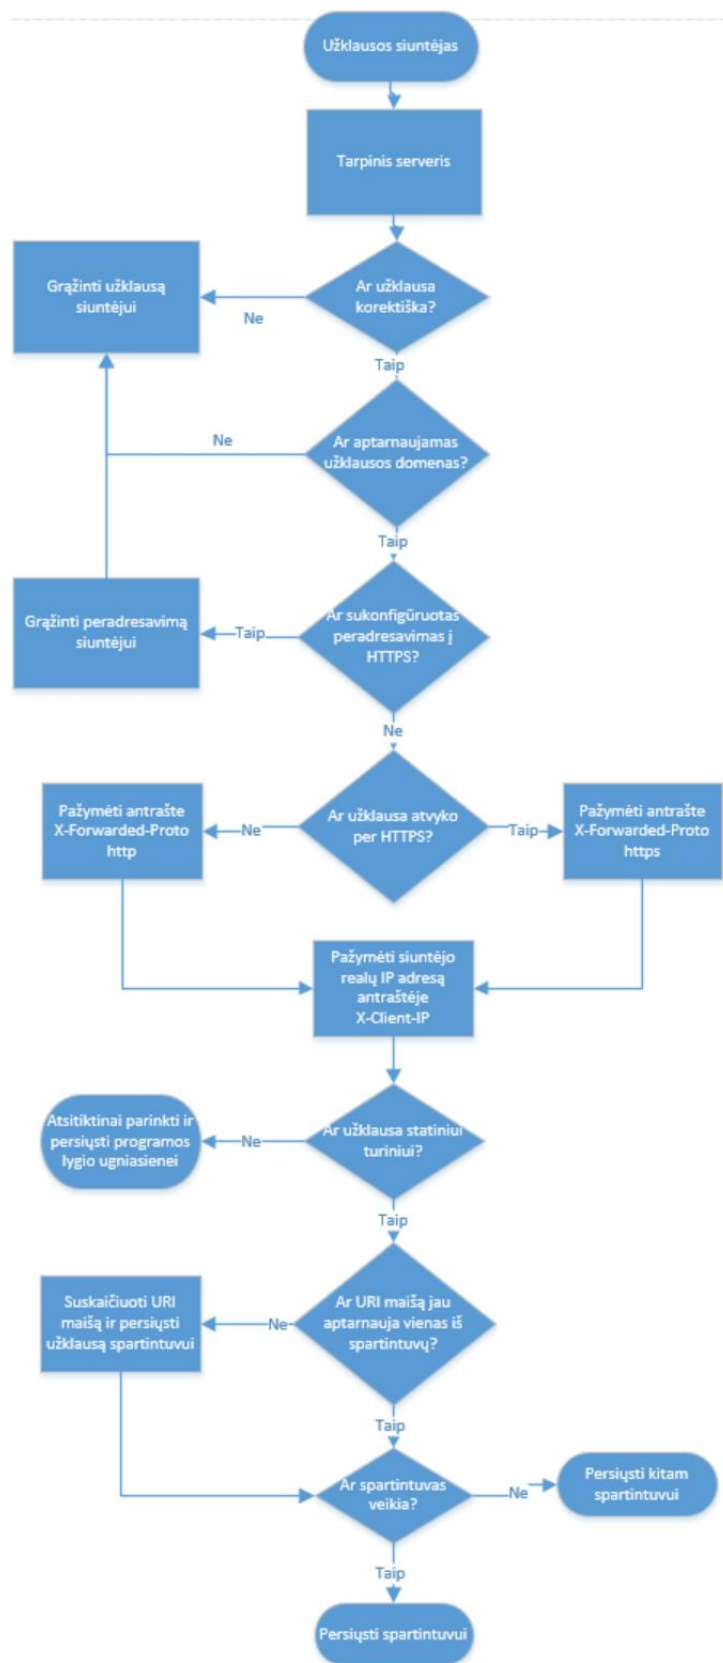 Užklausos siuntėjas
Tarpinis serveris
Ar užklausa
korektiška?
Grąžinti užklausą
siuntėjui
Ne
Taip
Ar aptarnaujamas
užklausos domenas?
Ne
Taip
Ar sukonfigūruotas
peradresavimas į
HTTPS?
Taip
Grąžinti peradresavimą
siuntėjui
Ne
Ar užklausa atvyko
per HTTPS?
Ne
Pažymėti antrašte
X-Forwarded-Proto
http
Taip
Pažymėti antrašte
X-Forwarded-Proto
https
Pažymėti siuntėjo
realų IP adresą
antraštėje
X-Client-IP
Ar užklausa statiniui
turiniui?
Ne
Atsitiktinai parinkti ir
persiųsti programos
lygio ugniasienei
Taip
Ar URI maišą jau
aptarnauja vienas iš
spartintuvų?
Ne
Suskaičiuoti URI
maišą ir persiųsti
užklausą spartintuvui
Taip
Ar spartintuvas
veikia?
Ne
Persiųsti kitam
spartintuvui
Taip
Persiųsti spartintuvui